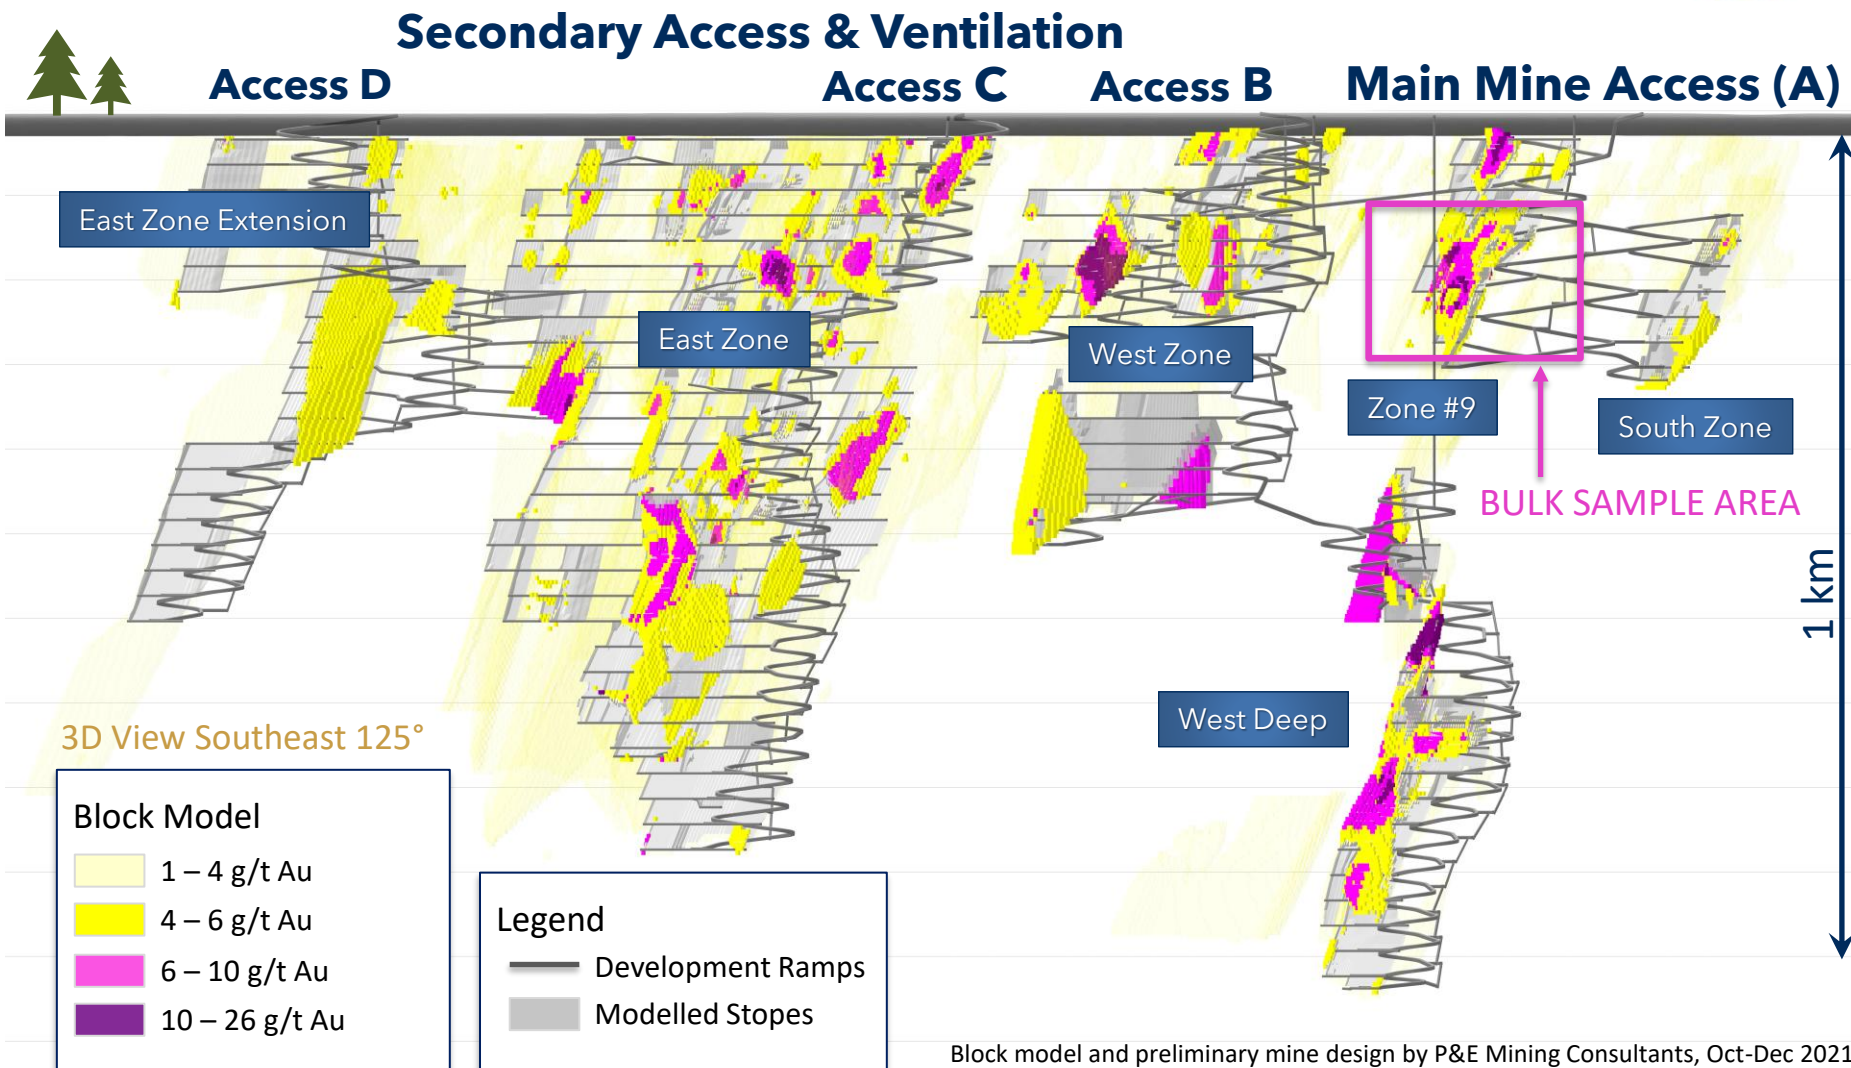 Secondary Access & Ventilation
Access D
Access C
Access B
Main Mine Access (A)
East Zone Extension
East Zone
West Zone
Zone #9
South Zone
BULK SAMPLE AREA
1 km
West Deep
3D View Southeast 125°
Block Model
1 – 4 g/t Au
4 – 6 g/t Au
6 – 10 g/t Au
10 – 26 g/t Au
Legend
Development Ramps
Modelled Stopes
Block model and preliminary mine design by P&E Mining Consultants, Oct-Dec 2021